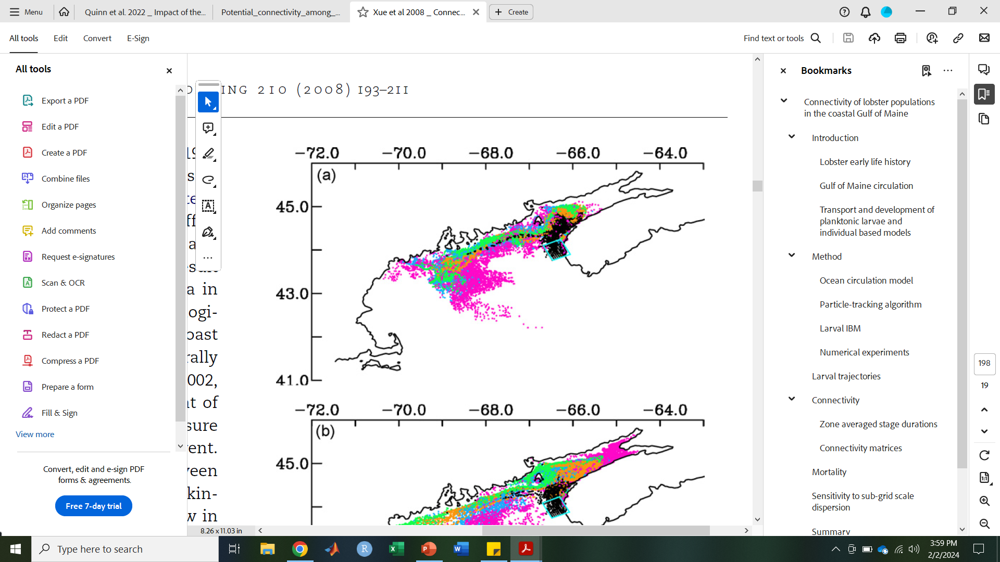 Menu
Quinn et al. 2022 _ Impact of the...
Potential_connectivity_among_...
Xue et al 2008 _ Connec...
Create
All tools
Edit
Convert
E-Sign
Find text or tools
All tools
Export a PDF
Edit a PDF
Create a PDF
Combine files
Organize pages
Add comments
Request e-signatures
Scan & OCR
Protect a PDF
Redact a PDF
Compress a PDF
Prepare a form
Fill & Sign
View more
Convert, edit and e-sign PDF
forms & agreements.
Free 7-day trial
ING 210 (2008) 193–211
a in
ogi-
oast
rally
002,
t of
sure
ent.
een
kin-
w in
−72.0 −70.0 −68.0 −66.0 −64.0
(a)
45.0
43.0
41.0
−72.0 −70.0 −68.0 −66.0 −64.0
(b)
45.0
8.26 x 11.03 in
Bookmarks
Connectivity of lobster populations
in the coastal Gulf of Maine
Introduction
Lobster early life history
Gulf of Maine circulation
Transport and development of
planktonic larvae and
individual based models
Method
Ocean circulation model
Particle-tracking algorithm
Larval IBM
Numerical experiments
Larval trajectories
Connectivity
Zone averaged stage durations
Connectivity matrices
Mortality
Sensitivity to sub-grid scale
dispersion
Summary
198
19
Type here to search
3:59 PM
2/2/2024